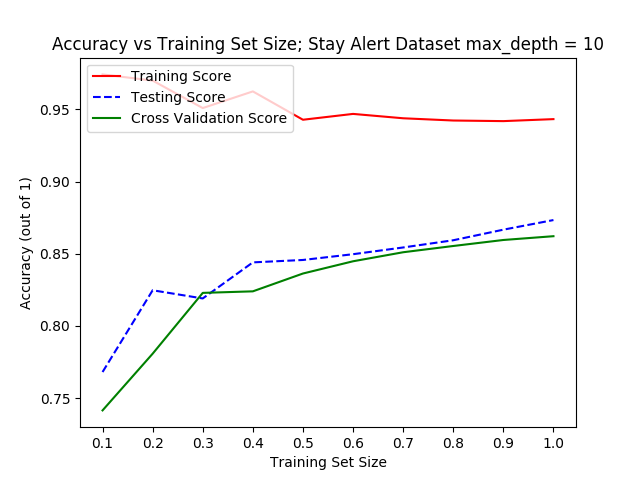 Accuracy vs Training Set Size; Stay Alert Dataset max_depth = 10
Training Score
Testing Score
Cross Validation Score
Accuracy (out of 1)
0.95
0.90
0.85
0.80
0.75
0.1 0.2 0.3 0.4 0.5 0.6 0.7 0.8 0.9 1.0
Training Set Size